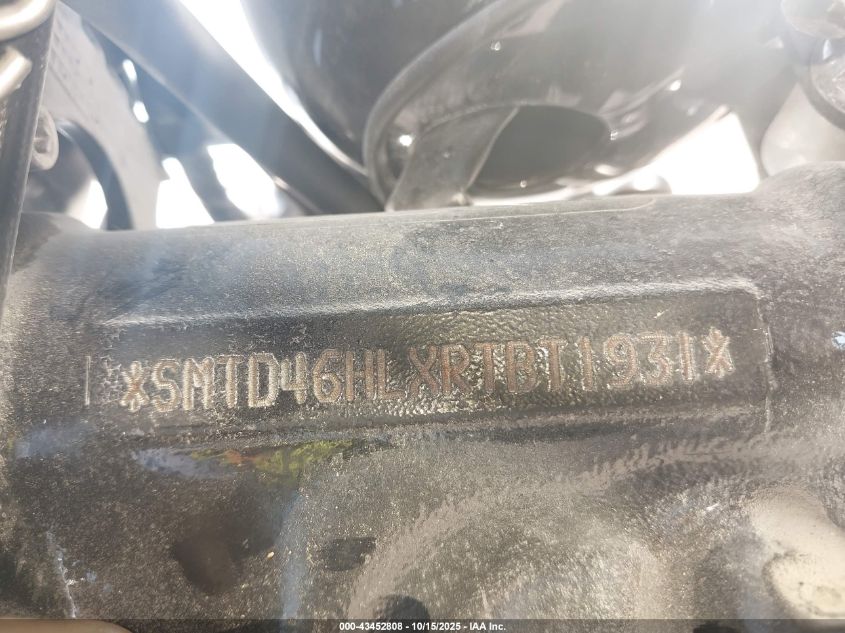 *SMTD46HLXRTBT1931*
000-43452808 - 10/15/2025 - IAA Inc.